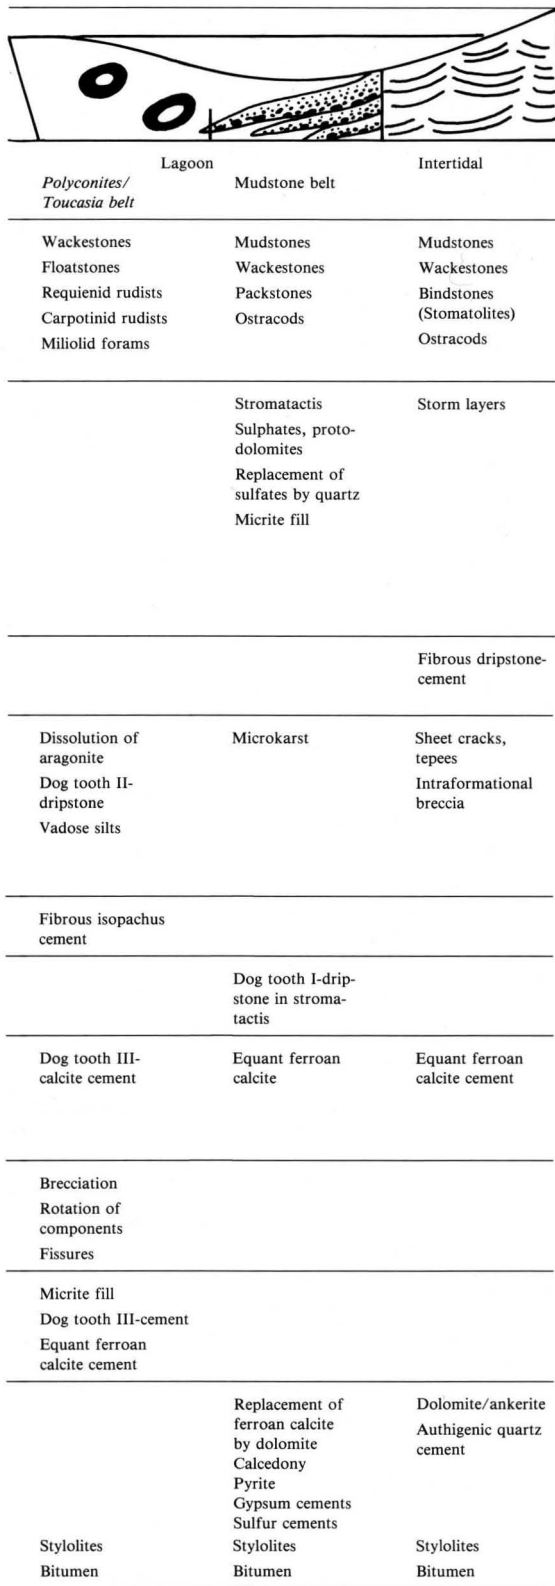 Lagoon Intertidal
Polyconites/ Mudstone belt
Toucasia belt
Wackestones Mudstones Mudstones
Floatstones Wackestones Wackestones
Requienid rudists Packstones Bindstones
(Stomatolites)
Carpotinid rudists Ostracods
Ostracods
Miliolid forams
Stromatactis Storm layers
Sulphates, proto-
dolomites
Replacement of
sulfates by quartz
Micrite fill
Fibrous dripstone-
cement
Dissolution of Microkarst Sheet cracks,
aragonite tepees
Dog tooth II- Intraformational
dripstone breccia
Vadose silts
Fibrous isopachus
cement
Dog tooth I-drip-
stone in stroma-
tactis
Dog tooth III- Equant ferroan Equant ferroan
calcite cement calcite calcite cement
Brecciation
Rotation of
components
Fissures
Micrite fill
Dog tooth III-cement
Equant ferroan
calcite cement
Replacement of Dolomite/ankerite
ferroan calcite Authigenic quartz
by dolomite cement
Calcedony
Pyrite
Gypsum cements
Sulfur cements
Stylolites Stylolites Stylolites
Bitumen Bitumen Bitumen